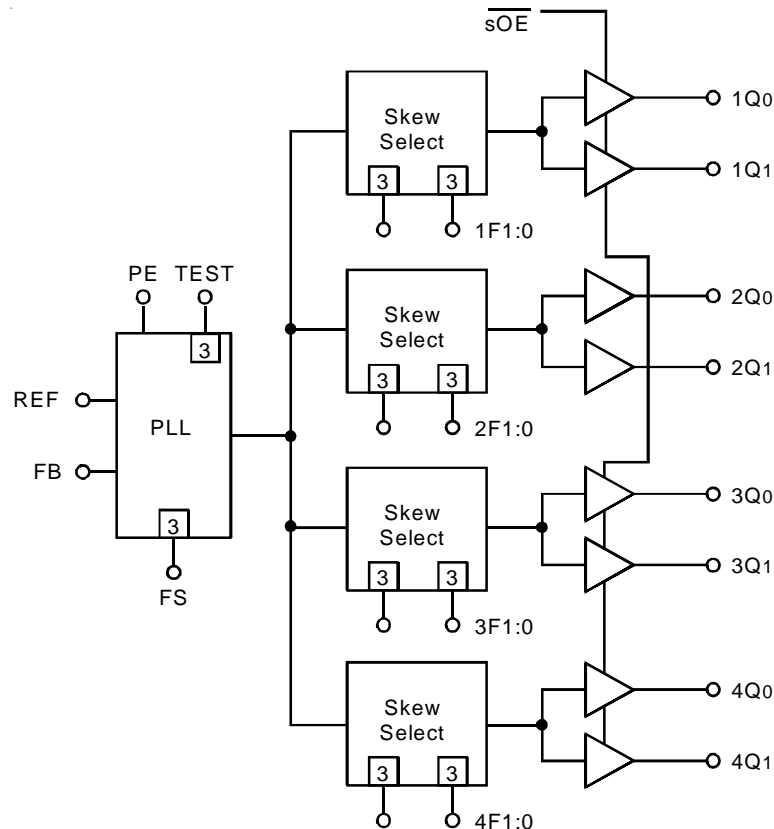 sOE
Skew
Select
3 3
1F1:0
1Q0
1Q1
PE TEST
3
REF
PLL
FB
3
FS
Skew
Select
3 3
2F1:0
2Q0
2Q1
Skew
Select
3 3
3F1:0
3Q0
3Q1
Skew
Select
3 3
4F1:0
4Q0
4Q1